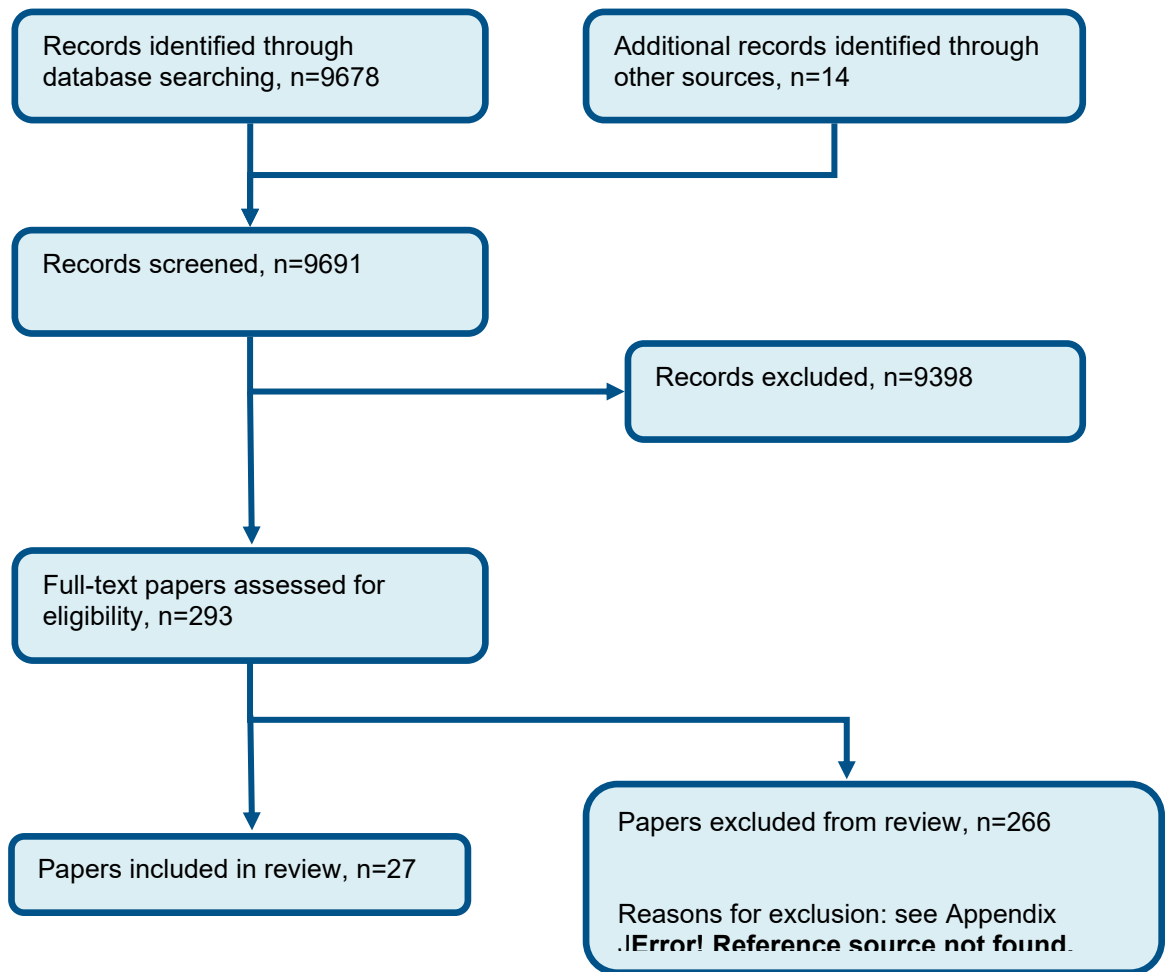 Records identified through
database searching, n=9678
Additional records identified through
other sources, n=14
Records screened, n=9691
Records excluded, n=9398
Full-text papers assessed for
eligibility, n=293
Papers included in review, n=27
Papers excluded from review, n=266
Reasons for exclusion: see Appendix
J Error! Reference source not found.